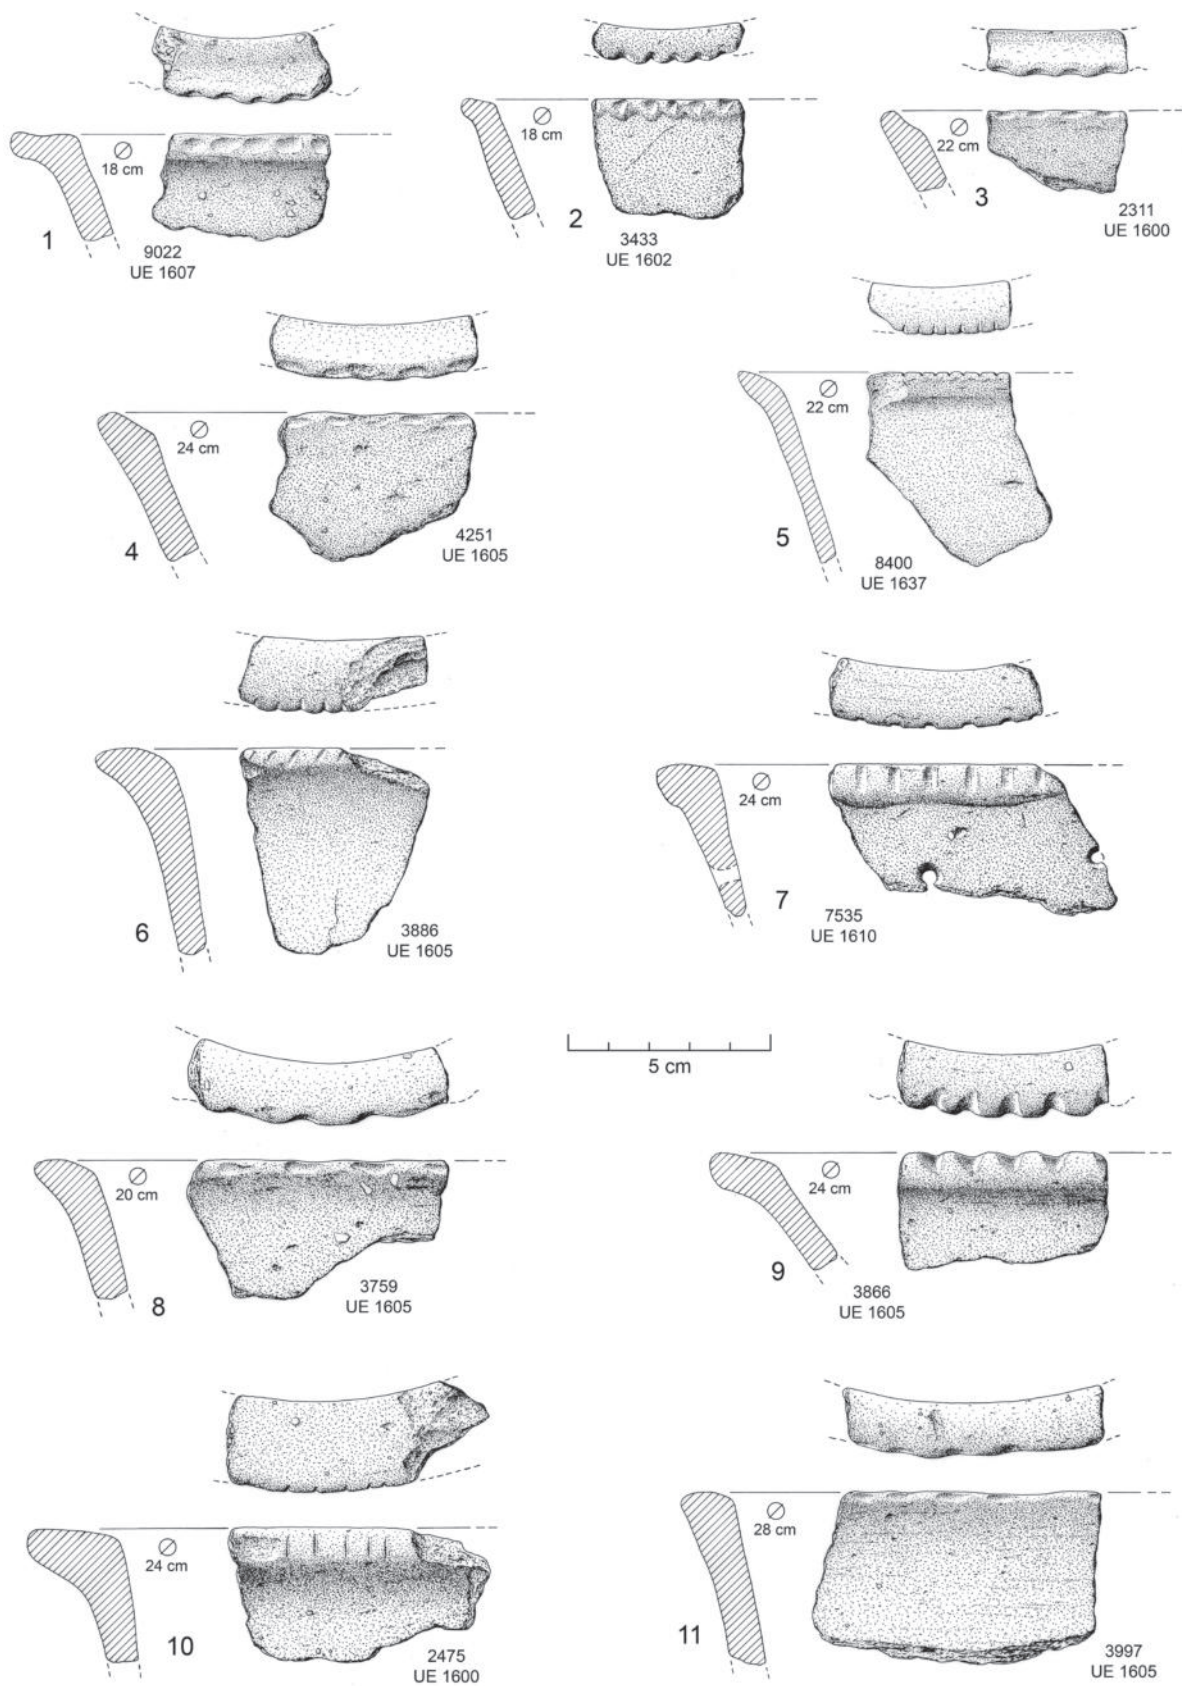 18 cm
1
9022
UE 1607
18 cm
2
3433
UE 1602
22 cm
3
2311
UE 1600
24 cm
4
4251
UE 1605
22 cm
5
8400
UE 1637
6
3886
UE 1605
24 cm
7
7535
UE 1610
5 cm
20 cm
8
3759
UE 1605
24 cm
9
3866
UE 1605
24 cm
10
2475
UE 1600
28 cm
11
3997
UE 1605